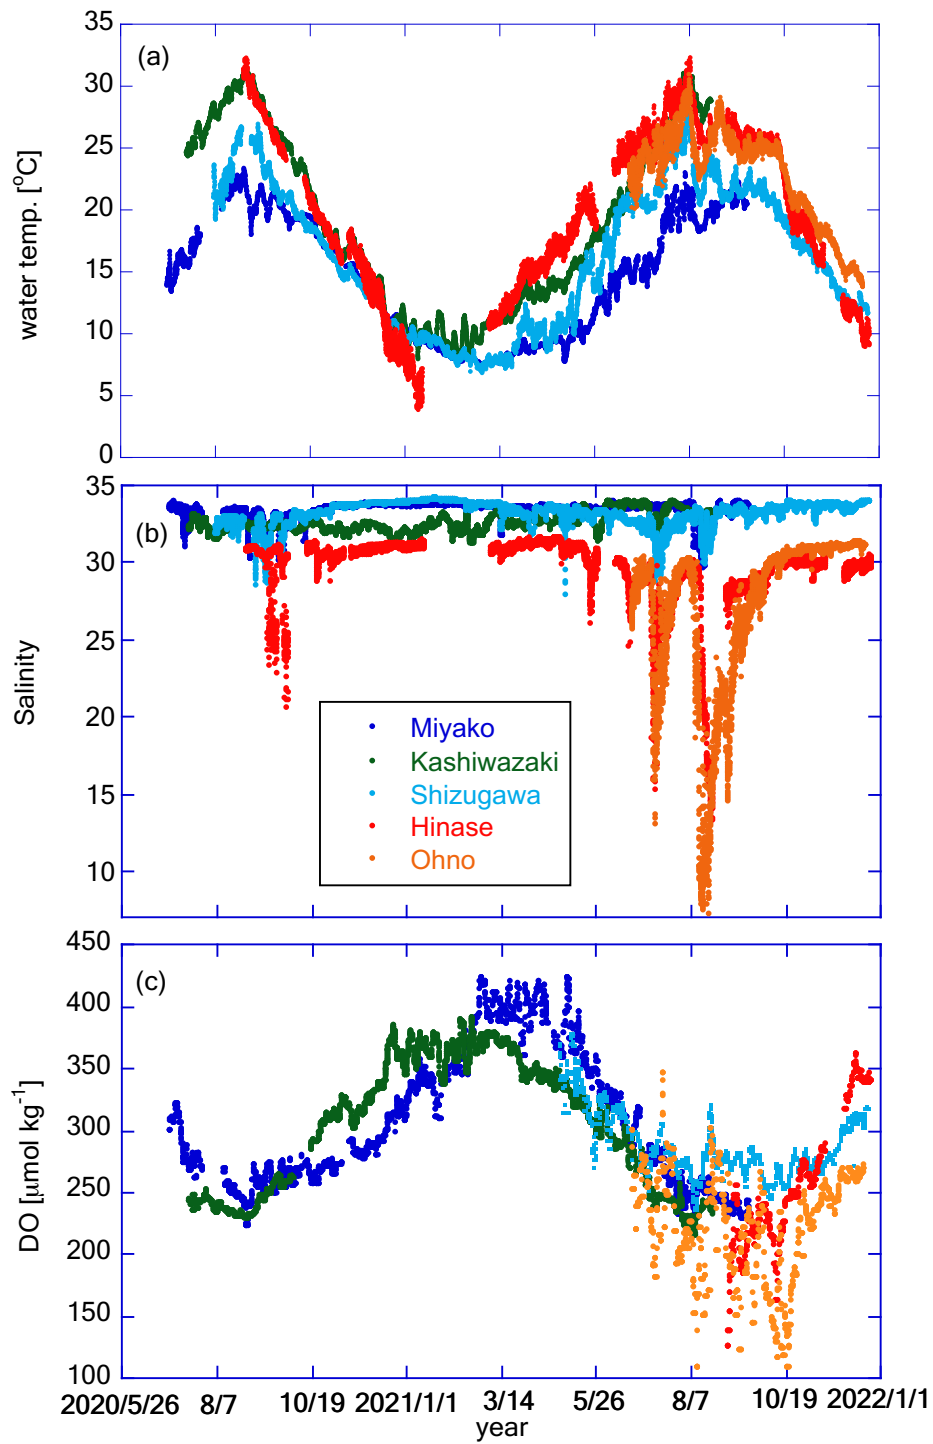 35
(a)
30
25
20
15
10
5
0
water temp. [°C]
35
(b)
30
25
20
15
10
Salinity
Miyako
Kashiwazaki
Shizugawa
Hinase
Ohno
450
(c)
400
350
300
250
200
150
100
DO [µmol kg⁻¹]
2020/5/26 8/7 10/19 2021/1/1 3/14 5/26 8/7 10/19 2022/1/1
year